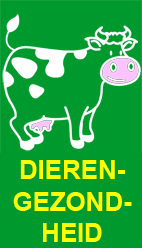 DIEREN-
GEZOND-
HEID